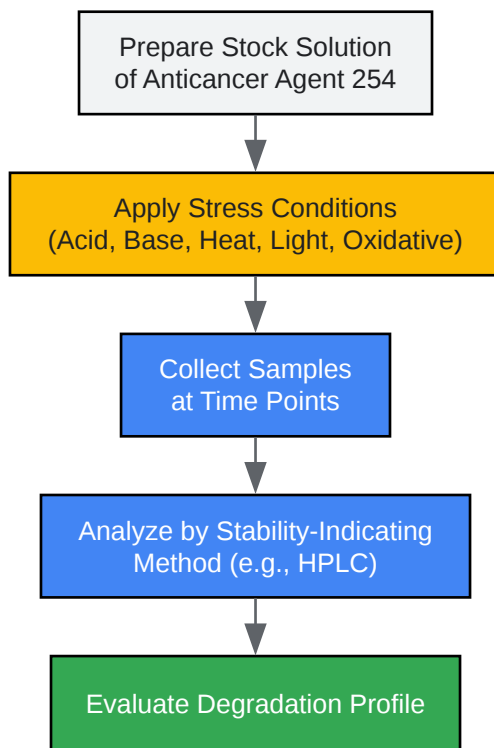 Prepare Stock Solution
of Anticancer Agent 254
Apply Stress Conditions
(Acid, Base, Heat, Light, Oxidative)
Collect Samples
at Time Points
Analyze by Stability-Indicating
Method (e.g., HPLC)
Evaluate Degradation Profile